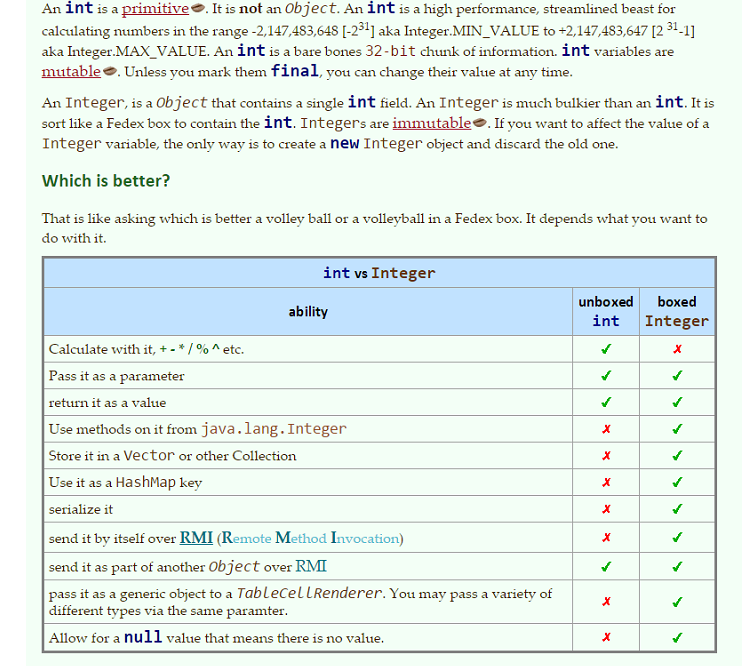 An int is a primitive. It is not an Object. An int is a high performance, streamlined beast for
calculating numbers in the range -2,147,483,648 [-2³¹] aka Integer.MIN_VALUE to +2,147,483,647 [2 ³¹-1]
aka Integer.MAX_VALUE. An int is a bare bones 32-bit chunk of information. int variables are
mutable. Unless you mark them final, you can change their value at any time.
An Integer, is a Object that contains a single int field. An Integer is much bulkier than an int. It is
sort like a Fedex box to contain the int. Integers are immutable. If you want to affect the value of a
Integer variable, the only way is to create a new Integer object and discard the old one.
Which is better?
That is like asking which is better a volley ball or a volleyball in a Fedex box. It depends what you want to
do with it.
int vs Integer
ability unboxed int boxed Integer
Calculate with it, + - * / % ^ etc. ✓ ✗
Pass it as a parameter ✓ ✓
return it as a value ✓ ✓
Use methods on it from java.lang.Integer ✗ ✓
Store it in a Vector or other Collection ✗ ✓
Use it as a HashMap key ✗ ✓
serialize it ✗ ✓
send it by itself over RMI (Remote Method Invocation) ✗ ✓
send it as part of another Object over RMI ✓ ✓
pass it as a generic object to a TableCellRenderer. You may pass a variety of
different types via the same paramter. ✗ ✓
Allow for a null value that means there is no value. ✗ ✓